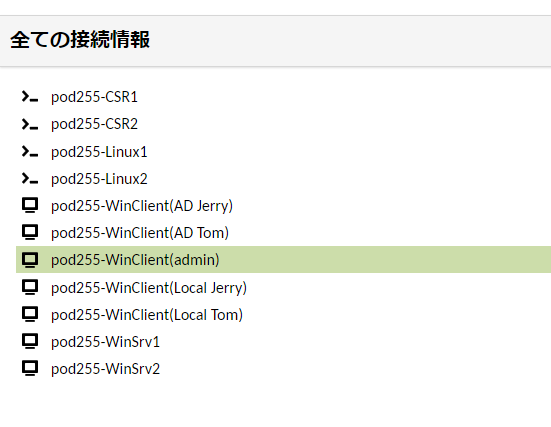 全ての接続情報
pod255-CSR1
pod255-CSR2
pod255-Linux1
pod255-Linux2
pod255-WinClient(AD Jerry)
pod255-WinClient(AD Tom)
pod255-WinClient(admin)
pod255-WinClient(Local Jerry)
pod255-WinClient(Local Tom)
pod255-WinSrv1
pod255-WinSrv2